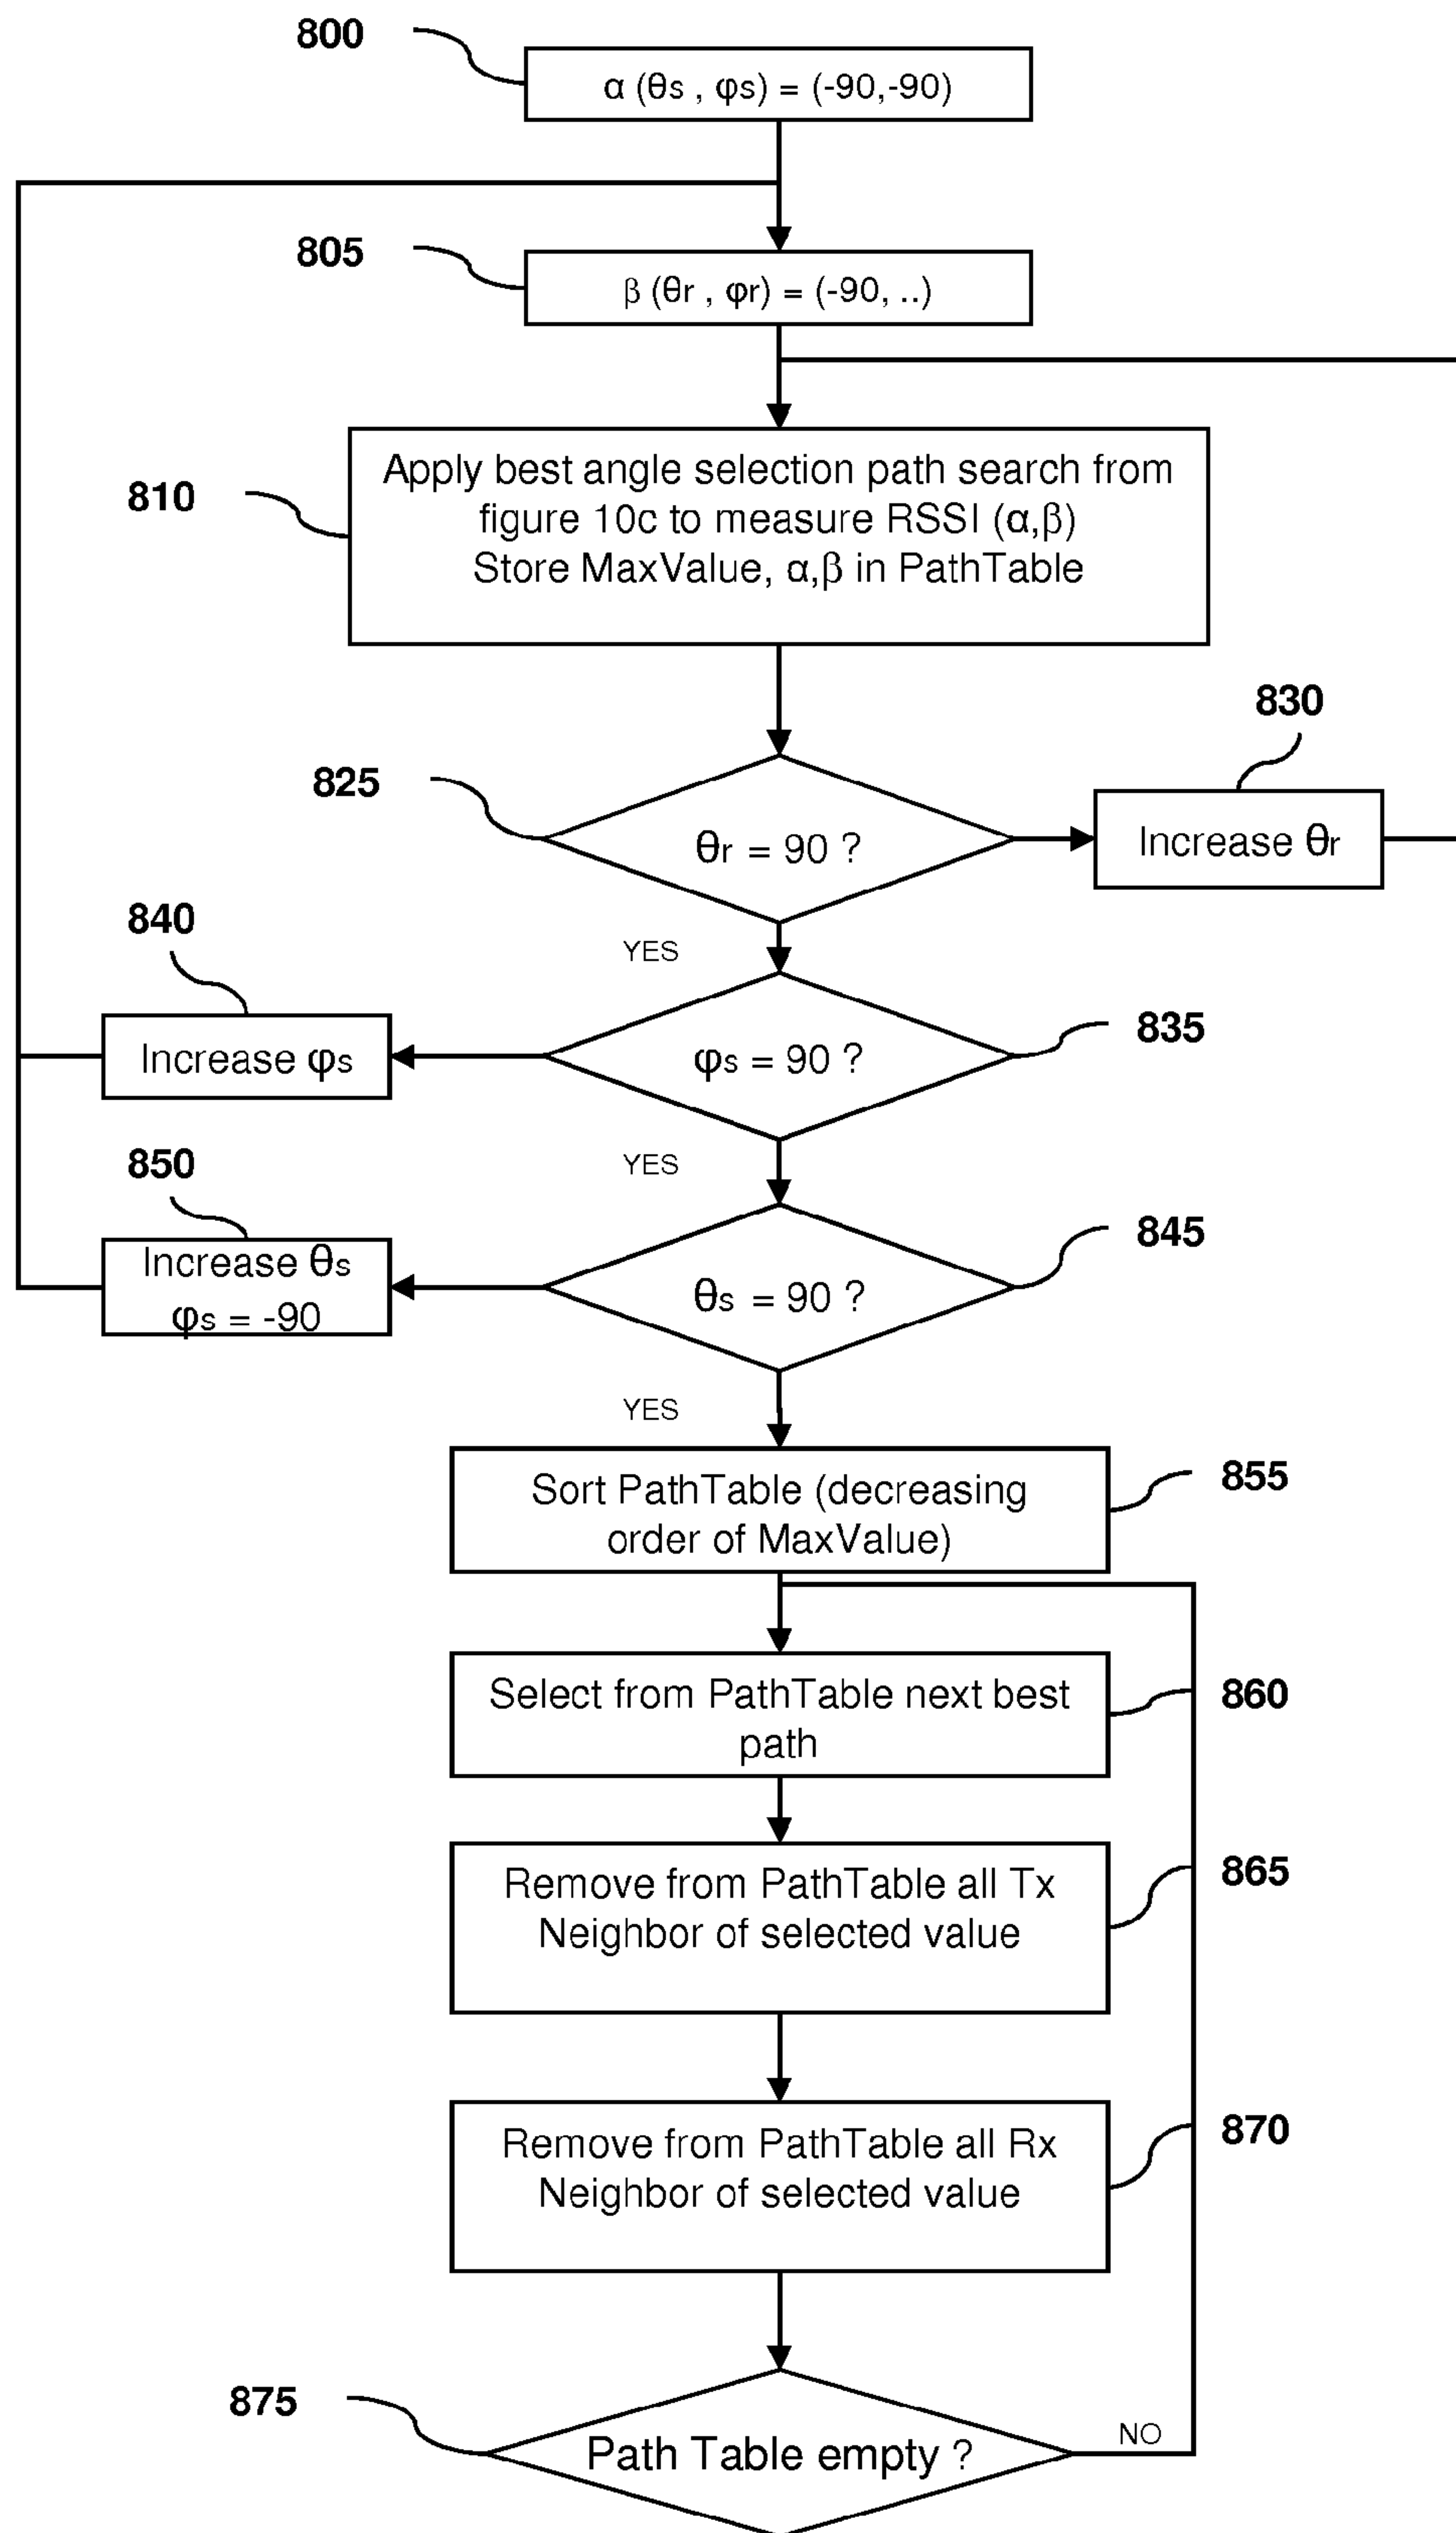 800
α (θs , φs) = (-90,-90)
805
β (θr , φr) = (-90, ..)
810
Apply best angle selection path search from
figure 10c to measure RSSI (α,β)
Store MaxValue, α,β in PathTable
830
825
θr = 90 ?
Increase θr
840
YES
835
Increase φs
φs = 90 ?
850
YES
845
Increase θs
φs = -90
θs = 90 ?
YES
855
Sort PathTable (decreasing
order of MaxValue)
860
Select from PathTable next best
path
865
Remove from PathTable all Tx
Neighbor of selected value
870
Remove from PathTable all Rx
Neighbor of selected value
875
NO
Path Table empty ?